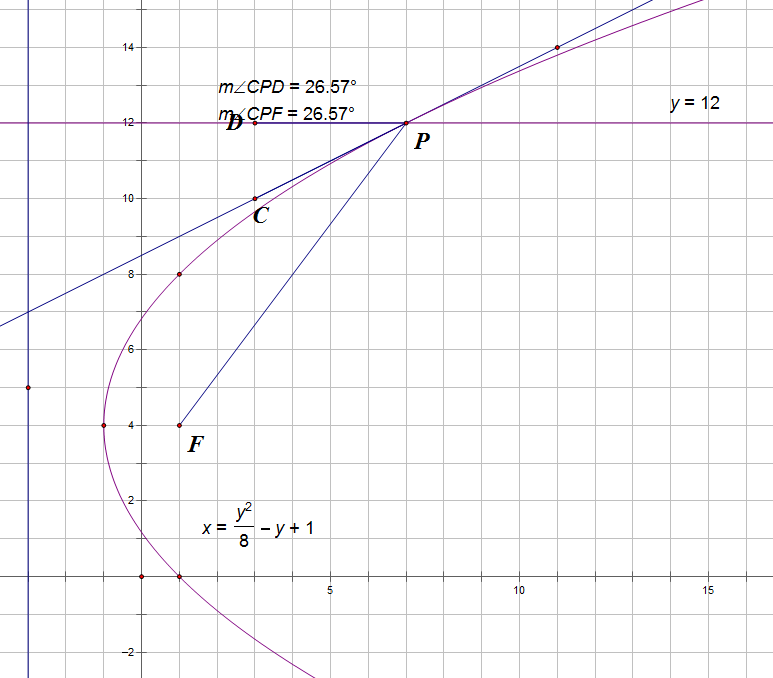 14
m∠CPD = 26.57°
m∠CPF = 26.57°
y = 12
12
D
P
10
C
8
6
4
F
2
x = y²/8 − y + 1
5
10
15
−2